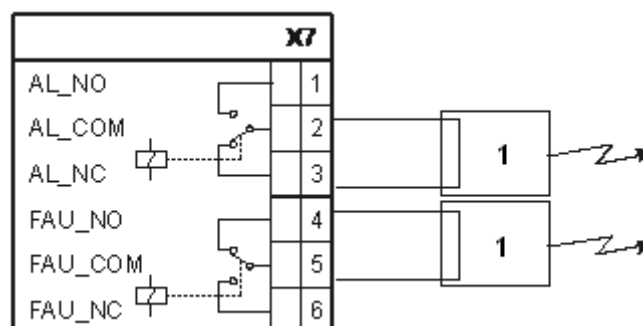 X7
AL_NO 1
AL_COM 2
AL_NC 3
FAU_NO 4
FAU_COM 5
FAU_NC 6
1
1